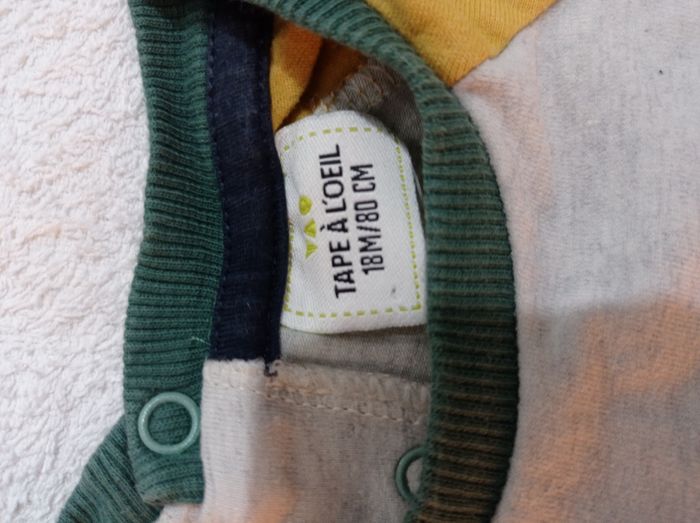 TAPE À L'OEIL
18M/80 CM